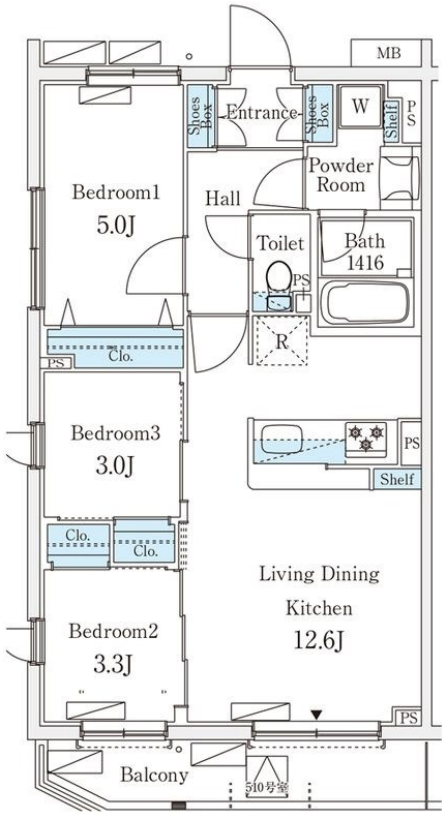 MB
Shoes
Box
Entrance
Shoes
Box
W
Shelf
PS
Powder
Room
Bedroom1
5.0J
Hall
Toilet
Bath
1416
PS
R
Clo.
PS
Bedroom3
3.0J
PS
Shelf
Clo.
Clo.
Living Dining
Kitchen
12.6J
Bedroom2
3.3J
PS
Balcony
510号室